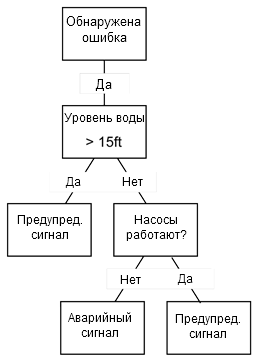 Обнаружена
ошибка
Да
Уровень воды
> 15ft
Да
Нет
Предупред.
сигнал
Насосы
работают?
Нет
Да
Аварийный
сигнал
Предупред.
сигнал